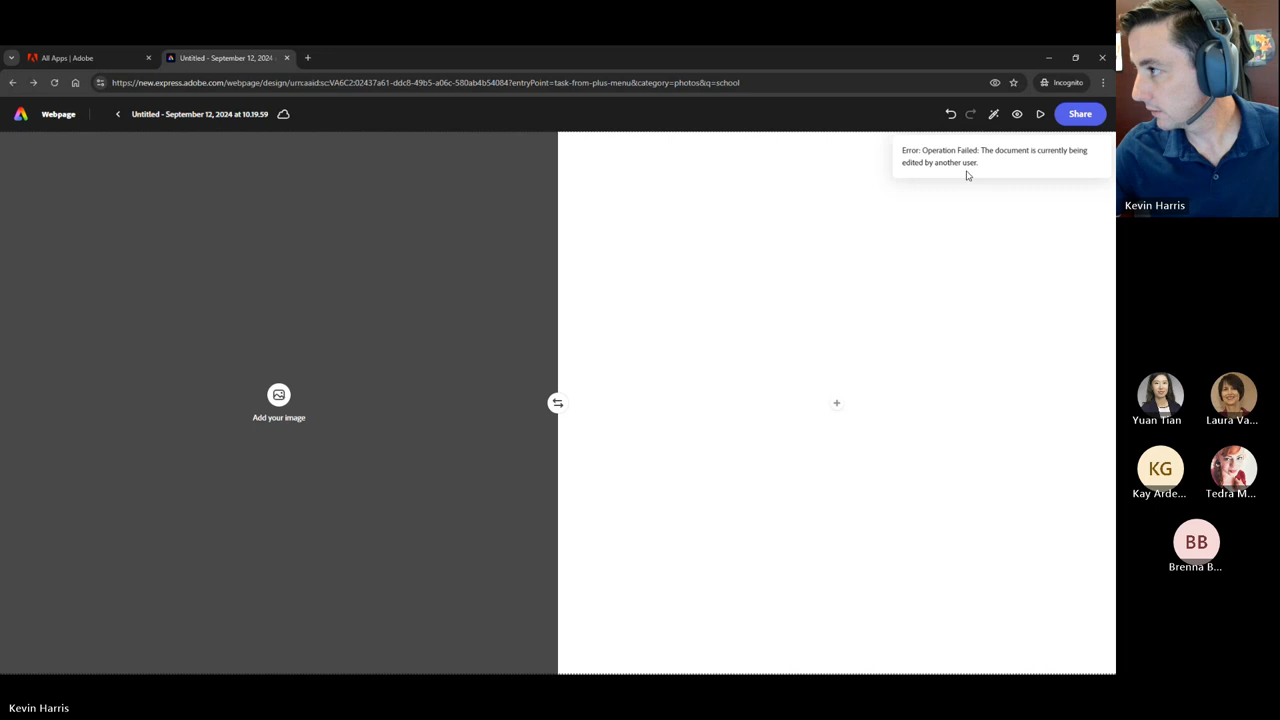 All Apps | Adobe
Untitled - September 12, 2024
https://new.express.adobe.com/webpage/design/urn:aaid:sc:VA6C2:02437a61-ddc8-49b5-a06c-580ab4b54084?entryPoint=task-from-plus-menu&category=photos&q=school
Incognito
Webpage
Untitled - September 12, 2024 at 10.19.59
Share
Error: Operation Failed: The document is currently being
edited by another user.
Add your image
Kevin Harris
Yuan Tian
Laura Va...
KG
Kay Arde...
Tedra M...
BB
Brenna B...
Kevin Harris